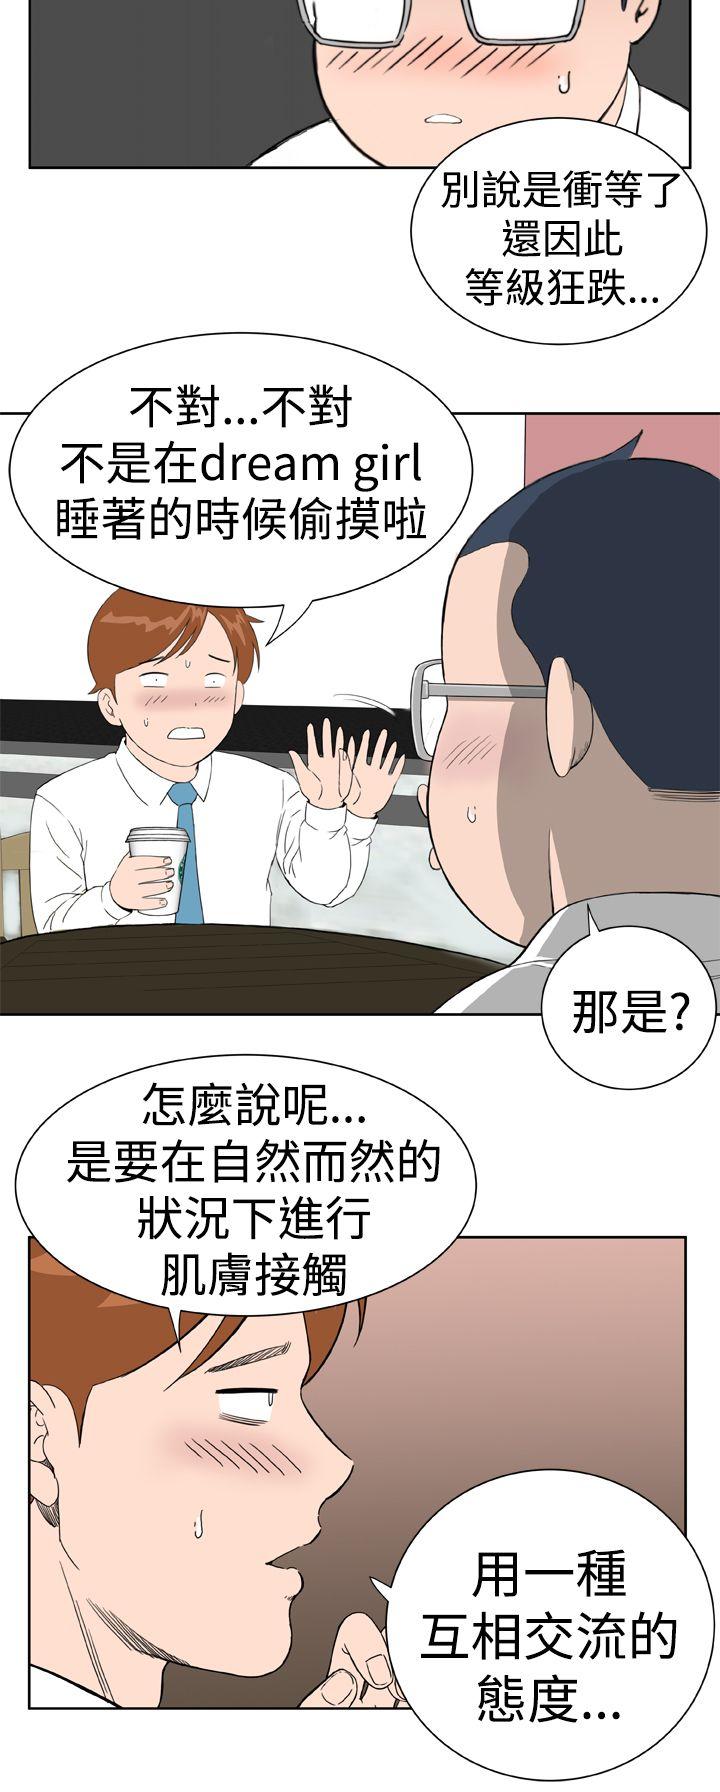 別說是衝等了
還因此
等級狂跌...
不對...不對
不是在dream girl
睡著的時候偷摸啦
那是?
怎麼說呢...
是要在自然而然的
狀況下進行
肌膚接觸
用一種
互相交流的
態度...